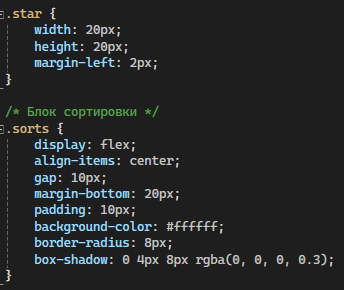 .star {
    width: 20px;
    height: 20px;
    margin-left: 2px;
}

/* Блок сортировки */
.sorts {
    display: flex;
    align-items: center;
    gap: 10px;
    margin-bottom: 20px;
    padding: 10px;
    background-color: #ffffff;
    border-radius: 8px;
    box-shadow: 0 4px 8px rgba(0, 0, 0, 0.3);
}